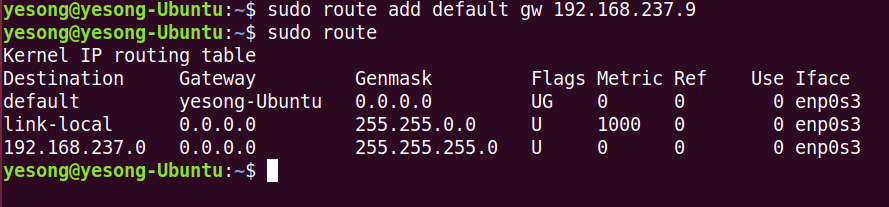 yesong@yesong-Ubuntu:~$ sudo route add default gw 192.168.237.9
yesong@yesong-Ubuntu:~$ sudo route
Kernel IP routing table
Destination     Gateway         Genmask         Flags Metric Ref    Use Iface
default         yesong-Ubuntu   0.0.0.0         UG    0      0        0 enp0s3
link-local      0.0.0.0         255.255.0.0     U     1000   0        0 enp0s3
192.168.237.0   0.0.0.0         255.255.255.0   U     0      0        0 enp0s3
yesong@yesong-Ubuntu:~$